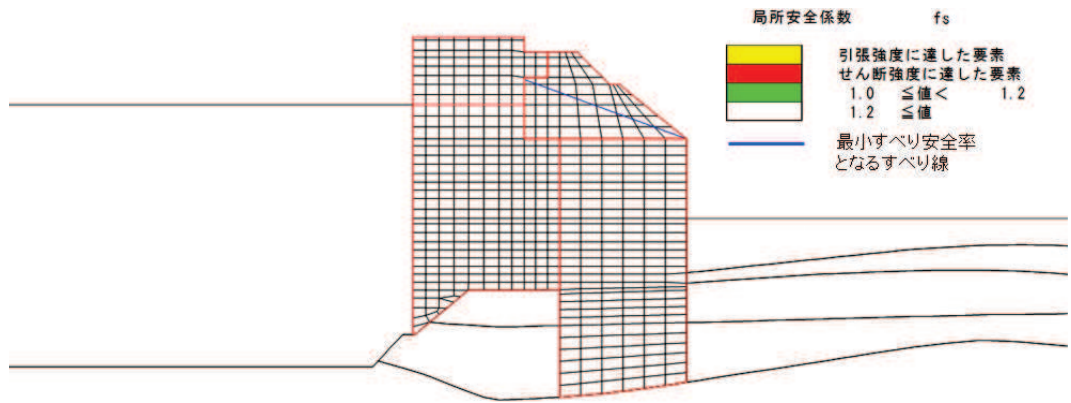 局所安全係数 fs
引張強度に達した要素
せん断強度に達した要素
1.0 ≦値< 1.2
1.2 ≦値
最小すべり安全率
となるすべり線